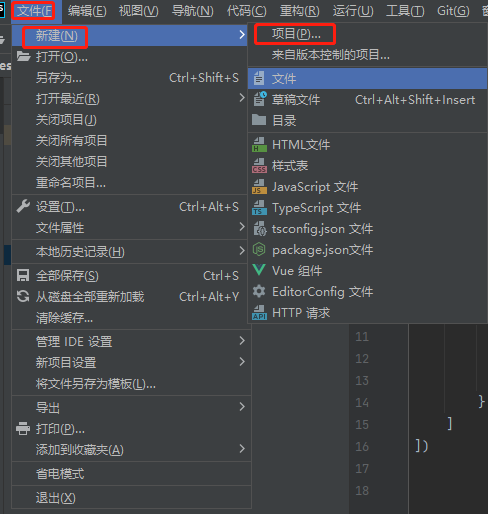 文件(F) 编辑(E) 视图(V) 导航(N) 代码(C) 重构(R) 运行(U) 工具(T) Git(G)
新建(N)
打开(O)...
另存为... Ctrl+Shift+S
打开最近(R)
关闭项目(J)
关闭所有项目
关闭其他项目
重命名项目...
设置(T)... Ctrl+Alt+S
文件属性
本地历史记录(H)
全部保存(S) Ctrl+S
从磁盘全部重新加载 Ctrl+Alt+Y
清除缓存...
管理 IDE 设置
新项目设置
将文件另存为模板(L)...
导出
打印(P)...
添加到收藏夹(A)
省电模式
退出(X)
项目(P)...
来自版本控制的项目...
文件
草稿文件 Ctrl+Alt+Shift+Insert
目录
HTML文件
样式表
JavaScript 文件
TypeScript 文件
tsconfig.json 文件
package.json文件
Vue 组件
EditorConfig 文件
HTTP 请求
11
12
13
14 }
15 ]
16 ])
17
18